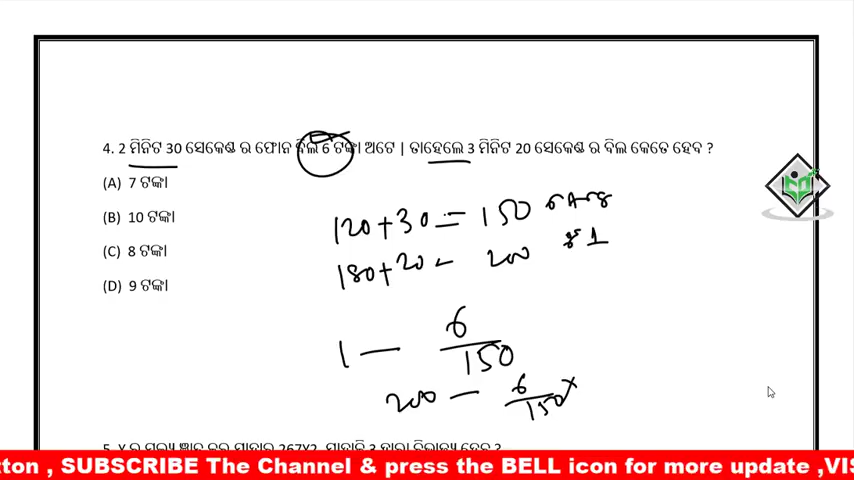 4. 2 ମିନିଟ 30 ସେକେଣ୍ଡ ର ଫୋନ ବିଲ 6 ଟଙ୍କା ଅଟେ | ତାହେଲେ 3 ମିନିଟ 20 ସେକେଣ୍ଡ ର ବିଲ କେତେ ହେବ ?
(A) 7 ଟଙ୍କା
(B) 10 ଟଙ୍କା
(C) 8 ଟଙ୍କା
(D) 9 ଟଙ୍କା
120+30 = 150
180+20 = 200
1 — 6/150
200 — 6/150 ×
tton , SUBSCRIBE The Channel & press the BELL icon for more update ,VIS